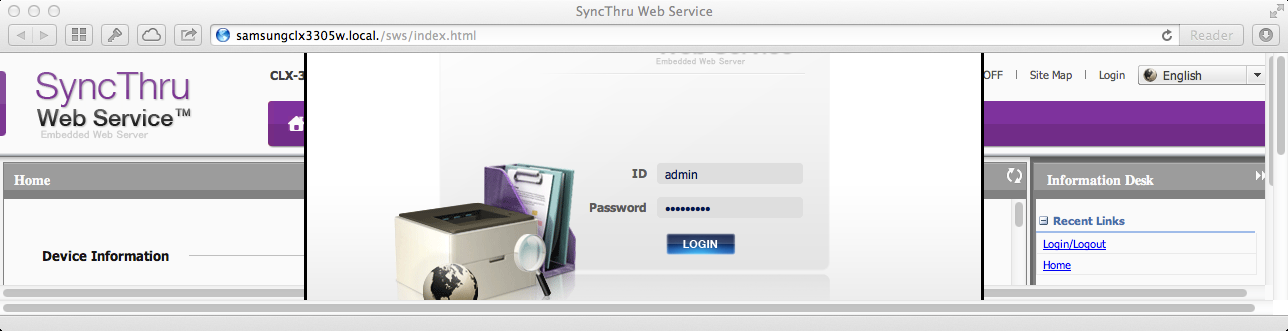 SyncThru Web Service
samsungclx3305w.local./sws/index.html
Reader
SyncThru
Web Service™
Embedded Web Server
CLX-3
Embedded Web Server
OFF | Site Map | Login
English
Home
ID admin
Password •••••••••
LOGIN
Device Information
Information Desk
Recent Links
Login/Logout
Home